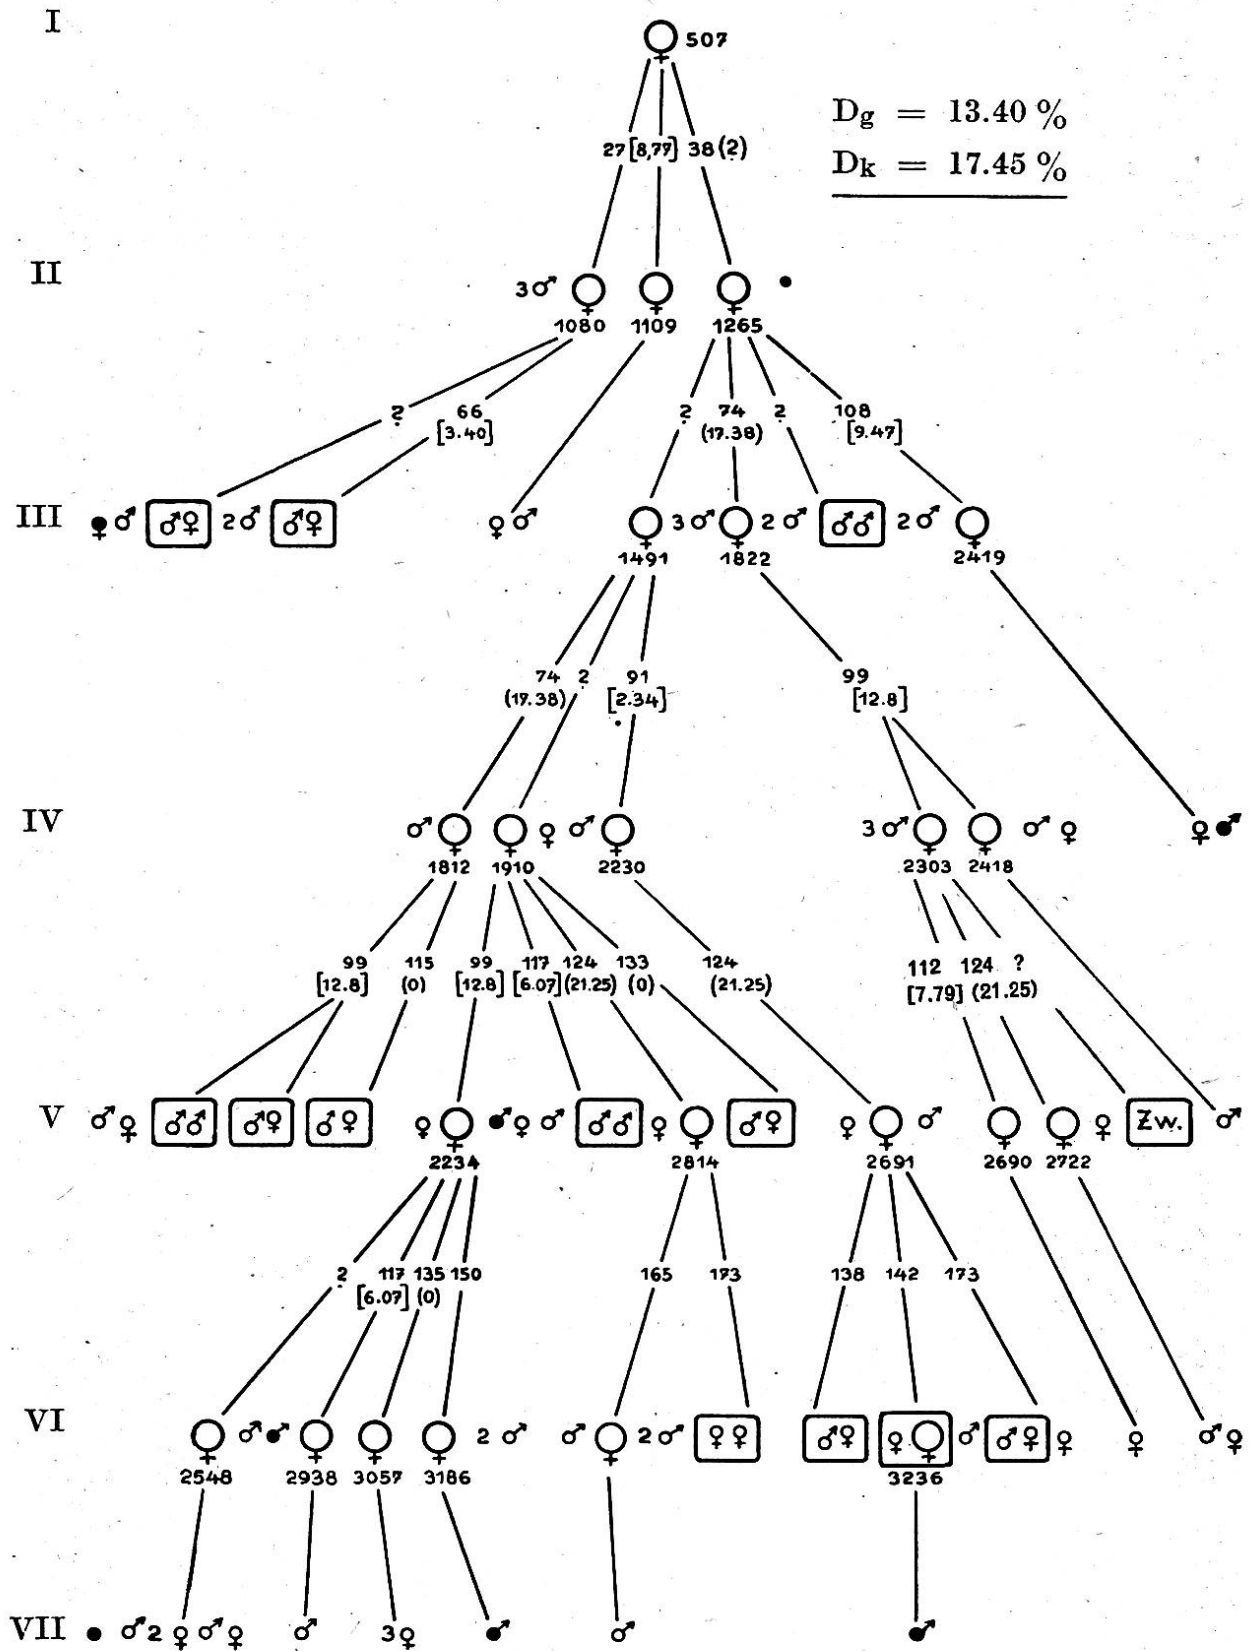 I
♀ 507
Dg = 13.40 %
Dk = 17.45 %
27 [8,77] 38 (2)
II
3♂ ♀ ♀ ♀ •
1080 1109 1265
? 66 ? 74 ? 108
[3.40] (17.38) [9.47]
III ♀ ♂ ♂♀ 2♂ ♂♀ ♀ ♂ ♀ 3♂ ♀ 2♂ ♂♂ 2♂ ♀
1491 1822 2419
74 ? 91 99
(17.38) [2.34] [12.8]
IV ♂ ♀ ♀ ♀ ♂ ♀ 3♂ ♀ ♀ ♂ ♀ ♀ ♂
1812 1910 2230 2303 2418
99 115 99 117 124 133 124 112 124 ?
[12.8] (0) [12.8] [6.07] (21.25) (0) (21.25) [7.79] (21.25)
V ♂ ♀ ♂♂ ♂♀ ♂♀ ♀ ♀ ♂ ♀ ♂ ♂♂ ♀ ♀ ♂♀ ♀ ♀ ♂ ♀ ♀ ♀ Zw. ♂
2234 2814 2691 2690 2722
? 117 135 150 165 173 138 142 173
[6.07] (0)
VI ♀ ♂ ♂ ♀ ♀ ♀ 2 ♂ ♂ ♀ 2♂ ♀♀ ♂♀ ♀♀ ♂ ♂♀ ♀ ♀ ♂♀
2548 2938 3057 3186 3236
VII • ♂2 ♀ ♂♀ ♂ 3♀ ♂ ♂ ♂